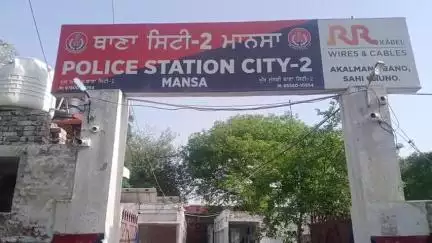 ਥਾਣਾ ਸਿਟੀ-2 ਮਾਨਸਾ
POLICE STATION CITY-2
MANSA
RR KABEL
WIRES & CABLES
AKALMAND BANO,
SAHI CHUNO.